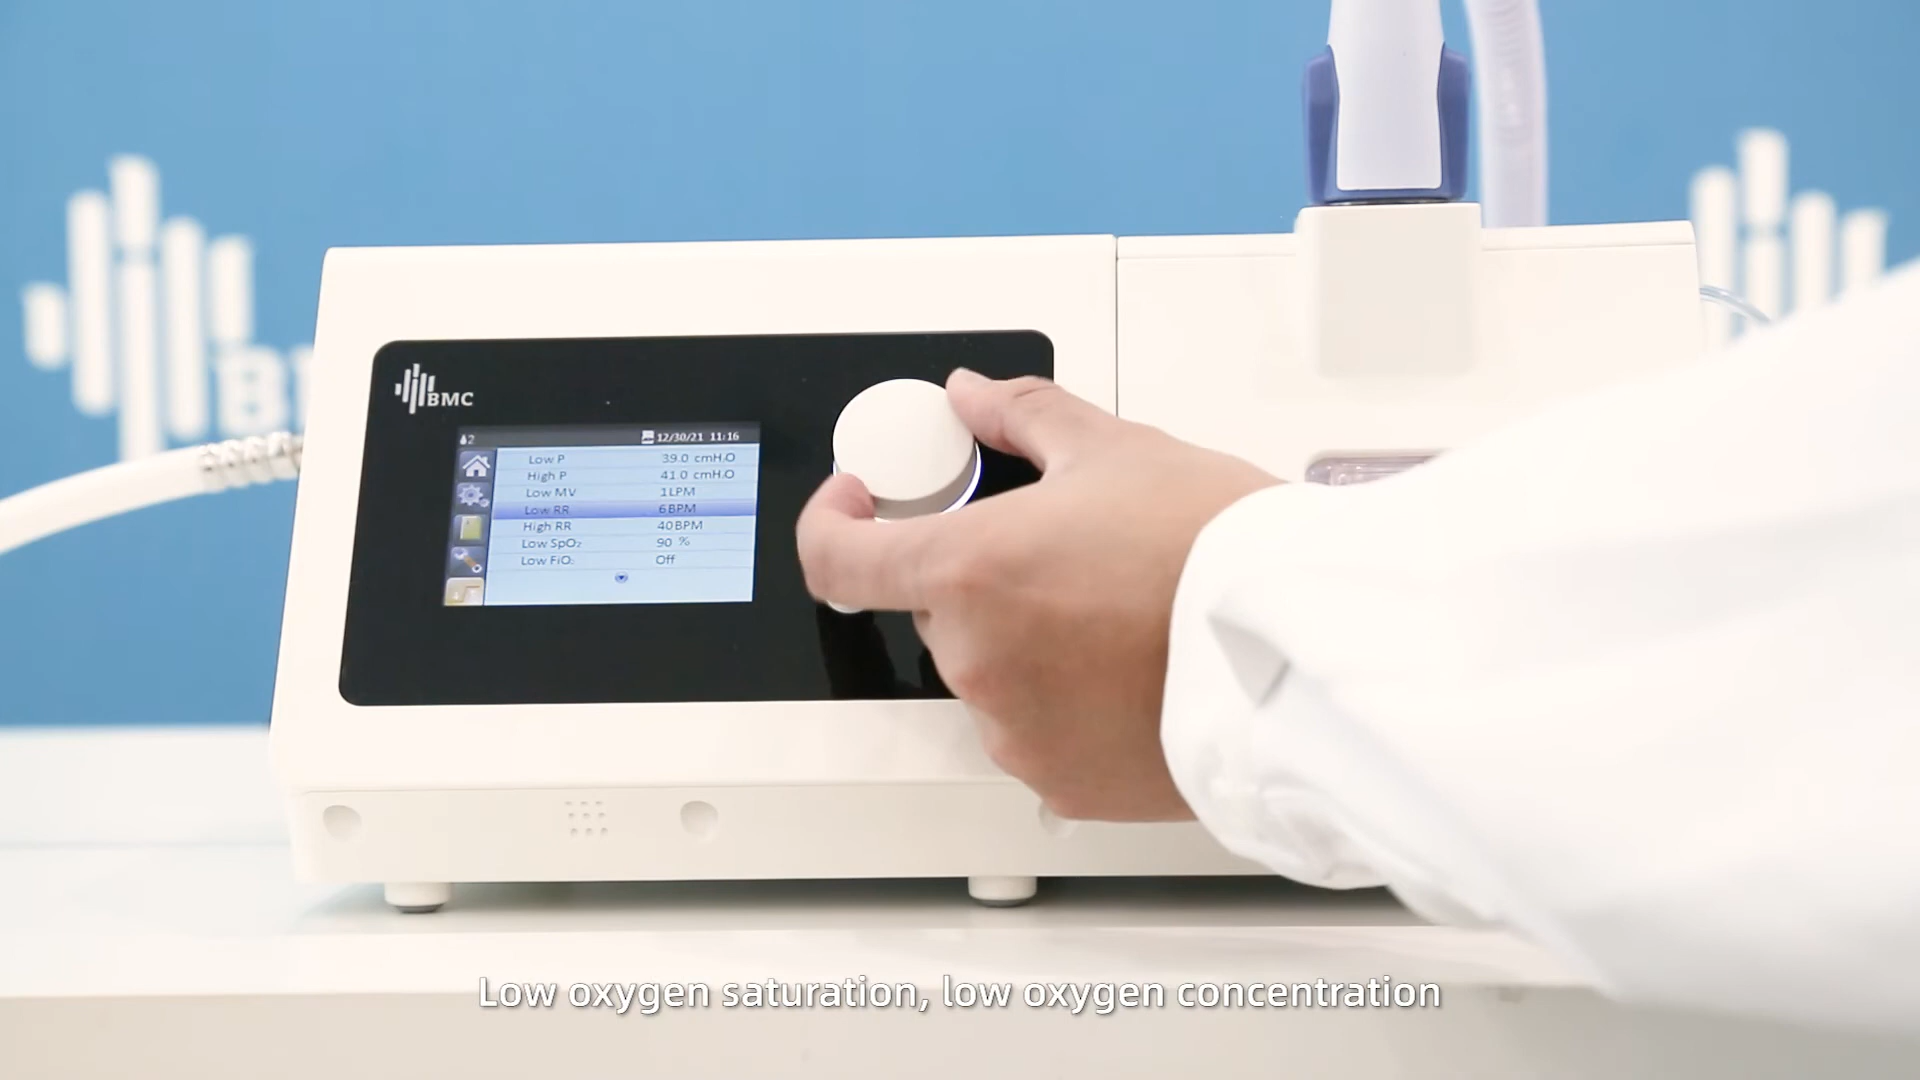 BMC
2 12/30/21 11:16
Low P 39.0 cmH₂O
High P 41.0 cmH₂O
Low MV 1LPM
Low RR 6BPM
High RR 40BPM
Low SpO₂ 90 %
Low FiO₂ Off
Low oxygen saturation, low oxygen concentration